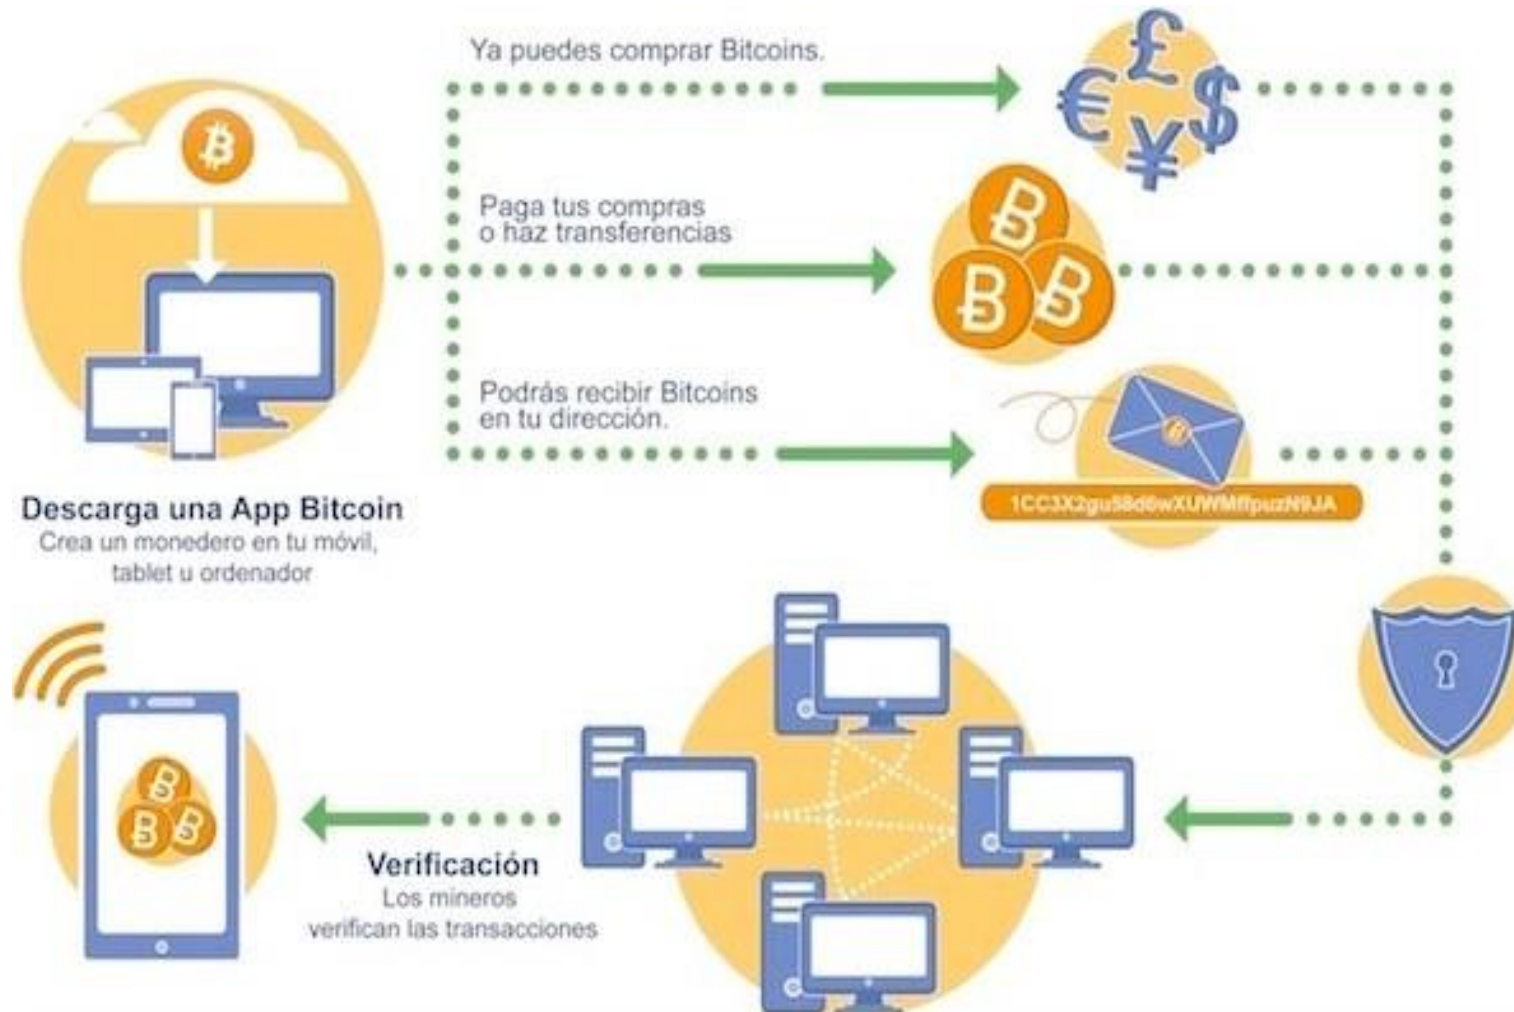 Ya puedes comprar Bitcoins.
£
€
$
¥
Paga tus compras
o haz transferencias
Podrás recibir Bitcoins
en tu dirección.
Descarga una App Bitcoin
Crea un monedero en tu móvil,
tablet u ordenador
Verificación
Los mineros
verifican las transacciones